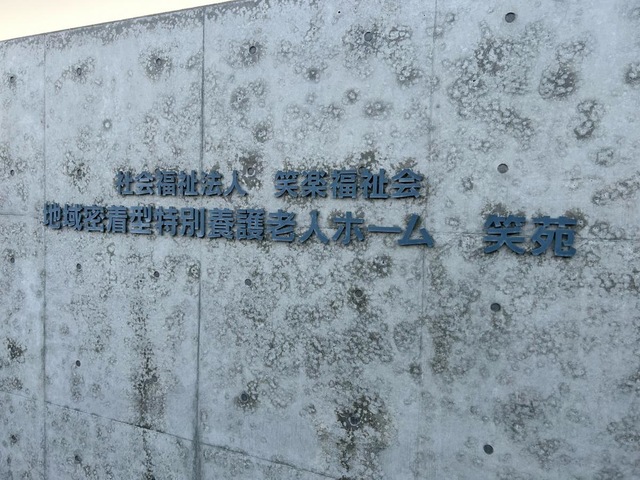 社会福祉法人　笑楽福祉会
地域密着型特別養護老人ホーム　笑苑